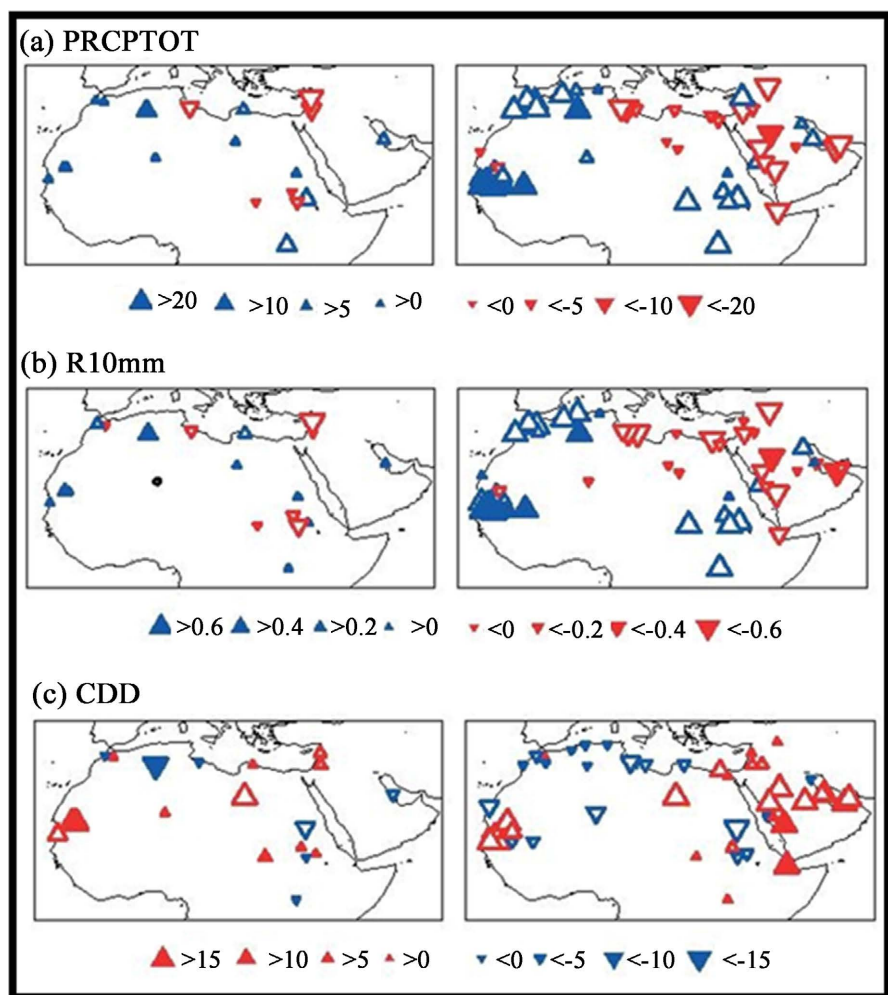 (a) PRCPTOT
>20 >10 >5 >0 <0 <-5 <-10 <-20
(b) R10mm
>0.6 >0.4 >0.2 >0 <0 <-0.2 <-0.4 <-0.6
(c) CDD
>15 >10 >5 >0 <0 <-5 <-10 <-15